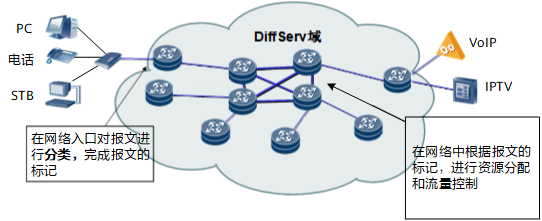 PC
电话
STB
DiffServ域
VoIP
IPTV
在网络入口对报文进
行分类，完成报文的
标记
在网络中根据报文的
标记，进行资源分配
和流量控制